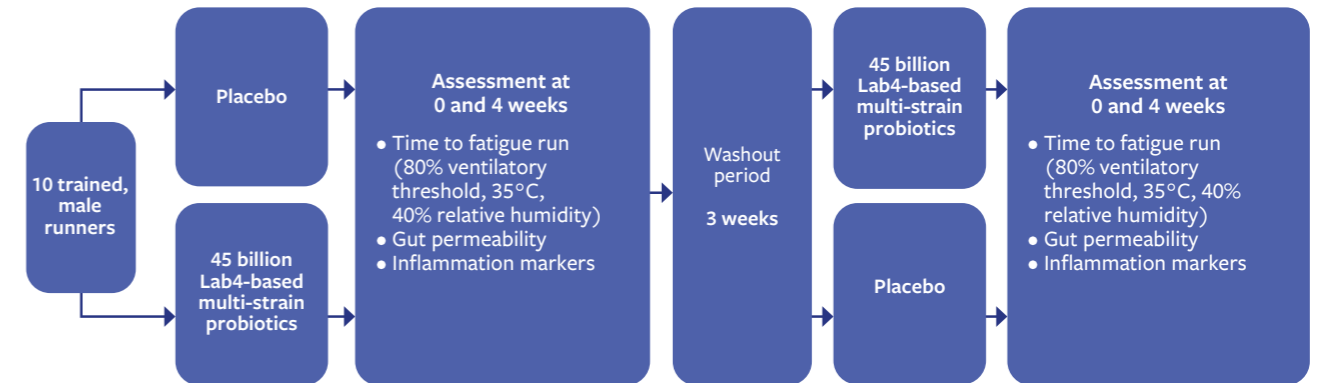 10 trained,
male
runners
Placebo
45 billion
Lab4-based
multi-strain
probiotics
Assessment at
0 and 4 weeks
● Time to fatigue run
(80% ventilatory
threshold, 35°C,
40% relative humidity)
● Gut permeability
● Inflammation markers
Washout
period
3 weeks
45 billion
Lab4-based
multi-strain
probiotics
Placebo
Assessment at
0 and 4 weeks
● Time to fatigue run
(80% ventilatory
threshold, 35°C, 40%
relative humidity)
● Gut permeability
● Inflammation markers